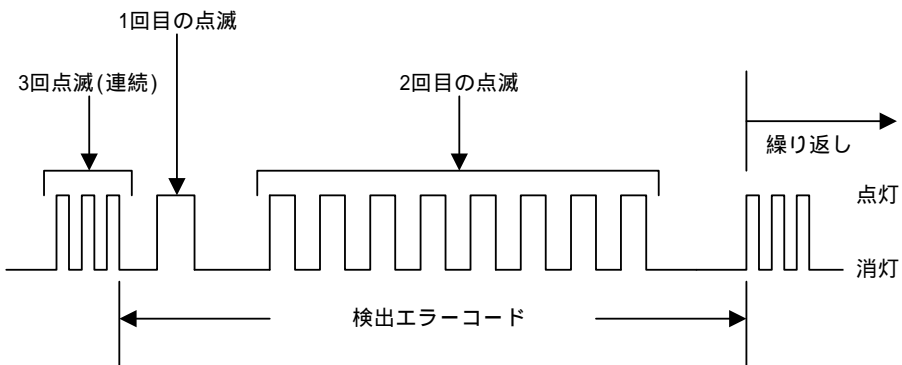 1回目の点滅
3回点滅(連続)
2回目の点滅
繰り返し
点灯
消灯
検出エラーコード